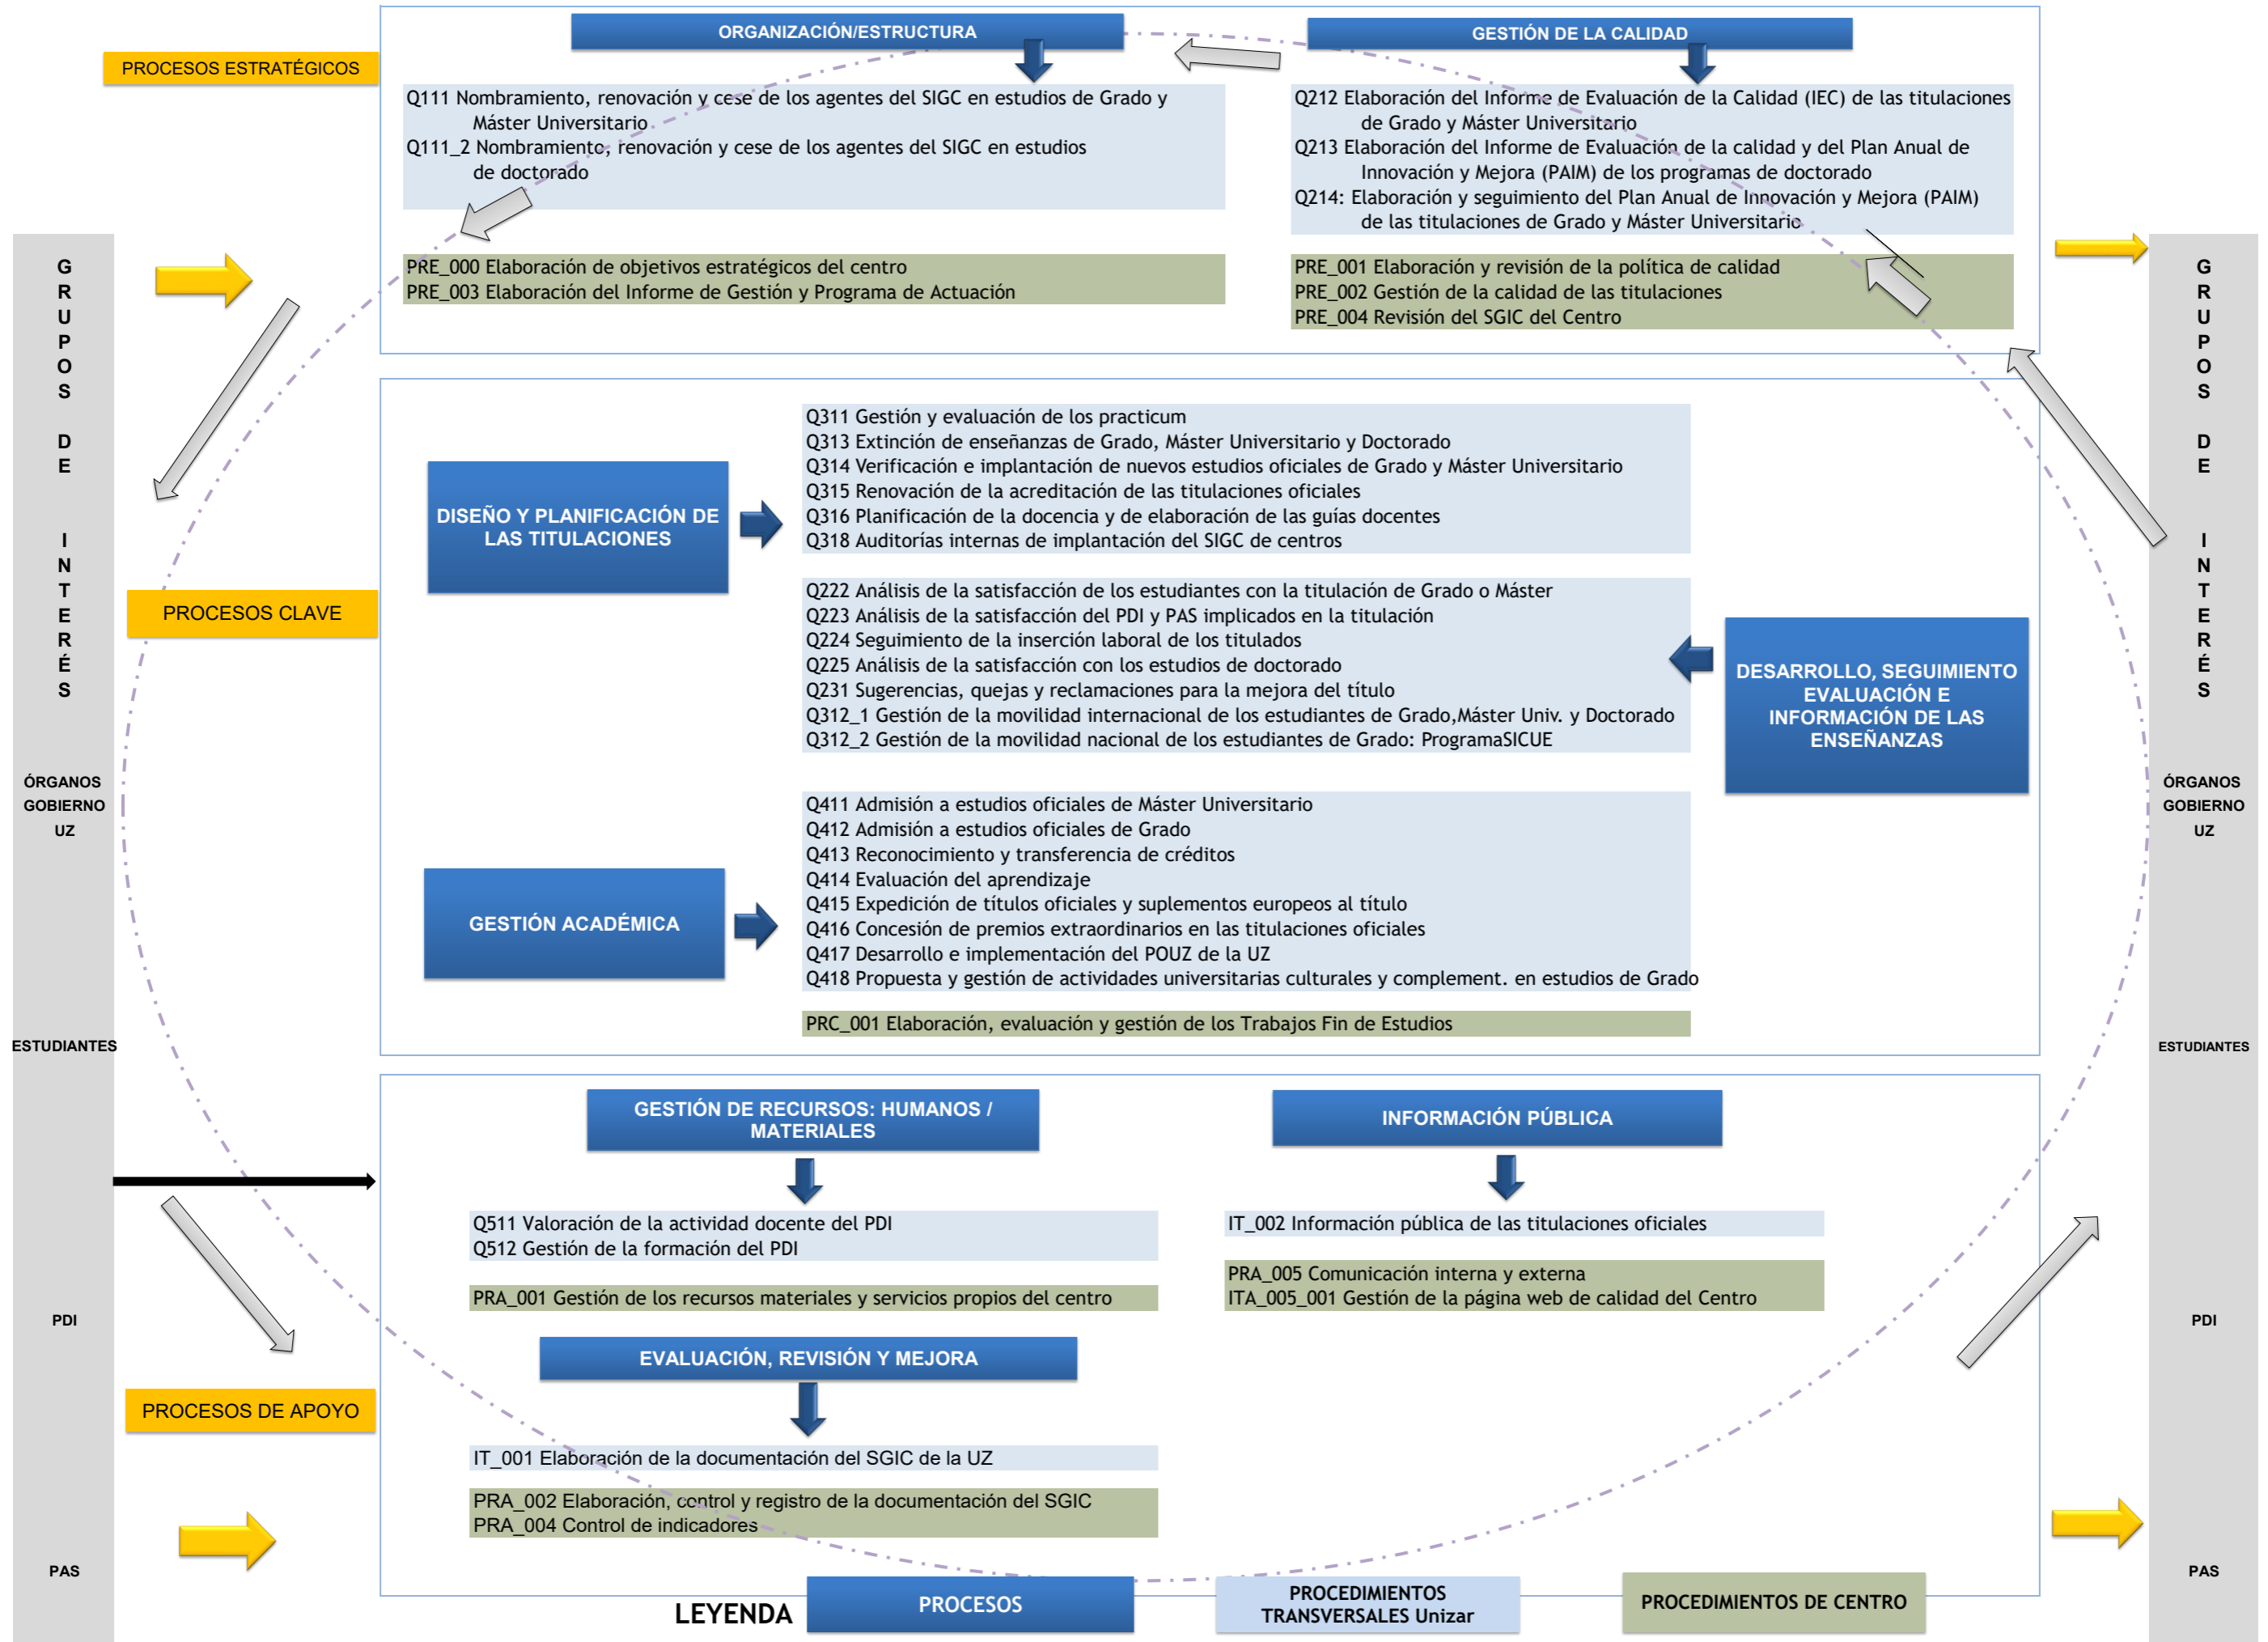 PROCESOS ESTRATÉGICOS
ORGANIZACIÓN/ESTRUCTURA
Q111 Nombramiento, renovación y cese de los agentes del SIGC en estudios de Grado y
Máster Universitario
Q111_2 Nombramiento, renovación y cese de los agentes del SIGC en estudios
de doctorado
PRE_000 Elaboración de objetivos estratégicos del centro
PRE_003 Elaboración del Informe de Gestión y Programa de Actuación
GESTIÓN DE LA CALIDAD
Q212 Elaboración del Informe de Evaluación de la Calidad (IEC) de las titulaciones
de Grado y Máster Universitario
Q213 Elaboración del Informe de Evaluación de la calidad y del Plan Anual de
Innovación y Mejora (PAIM) de los programas de doctorado
Q214: Elaboración y seguimiento del Plan Anual de Innovación y Mejora (PAIM)
de las titulaciones de Grado y Máster Universitario
PRE_001 Elaboración y revisión de la política de calidad
PRE_002 Gestión de la calidad de las titulaciones
PRE_004 Revisión del SGIC del Centro
GRUPOS DE INTERÉS
ÓRGANOS
GOBIERNO
UZ
ESTUDIANTES
PDI
PAS
PROCESOS CLAVE
DISEÑO Y PLANIFICACIÓN DE
LAS TITULACIONES
Q311 Gestión y evaluación de los practicum
Q313 Extinción de enseñanzas de Grado, Máster Universitario y Doctorado
Q314 Verificación e implantación de nuevos estudios oficiales de Grado y Máster Universitario
Q315 Renovación de la acreditación de las titulaciones oficiales
Q316 Planificación de la docencia y de elaboración de las guías docentes
Q318 Auditorías internas de implantación del SIGC de centros
Q222 Análisis de la satisfacción de los estudiantes con la titulación de Grado o Máster
Q223 Análisis de la satisfacción del PDI y PAS implicados en la titulación
Q224 Seguimiento de la inserción laboral de los titulados
Q225 Análisis de la satisfacción con los estudios de doctorado
Q231 Sugerencias, quejas y reclamaciones para la mejora del título
Q312_1 Gestión de la movilidad internacional de los estudiantes de Grado,Máster Univ. y Doctorado
Q312_2 Gestión de la movilidad nacional de los estudiantes de Grado: ProgramaSICUE
DESARROLLO, SEGUIMIENTO
EVALUACIÓN E
INFORMACIÓN DE LAS
ENSEÑANZAS
GESTIÓN ACADÉMICA
Q411 Admisión a estudios oficiales de Máster Universitario
Q412 Admisión a estudios oficiales de Grado
Q413 Reconocimiento y transferencia de créditos
Q414 Evaluación del aprendizaje
Q415 Expedición de títulos oficiales y suplementos europeos al título
Q416 Concesión de premios extraordinarios en las titulaciones oficiales
Q417 Desarrollo e implementación del POUZ de la UZ
Q418 Propuesta y gestión de actividades universitarias culturales y complement. en estudios de Grado
PRC_001 Elaboración, evaluación y gestión de los Trabajos Fin de Estudios
PROCESOS DE APOYO
GESTIÓN DE RECURSOS: HUMANOS /
MATERIALES
Q511 Valoración de la actividad docente del PDI
Q512 Gestión de la formación del PDI
PRA_001 Gestión de los recursos materiales y servicios propios del centro
INFORMACIÓN PÚBLICA
IT_002 Información pública de las titulaciones oficiales
PRA_005 Comunicación interna y externa
ITA_005_001 Gestión de la página web de calidad del Centro
EVALUACIÓN, REVISIÓN Y MEJORA
IT_001 Elaboración de la documentación del SGIC de la UZ
PRA_002 Elaboración, control y registro de la documentación del SGIC
PRA_004 Control de indicadores
GRUPOS DE INTERÉS
ÓRGANOS
GOBIERNO
UZ
ESTUDIANTES
PDI
PAS
LEYENDA
PROCESOS
PROCEDIMIENTOS
TRANSVERSALES Unizar
PROCEDIMIENTOS DE CENTRO